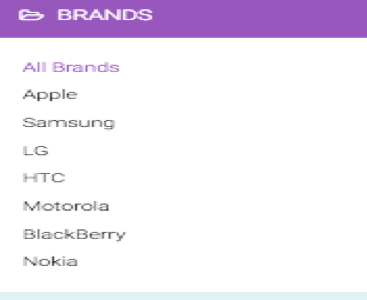 BRANDS
All Brands
Apple
Samsung
LG
HTC
Motorola
BlackBerry
Nokia